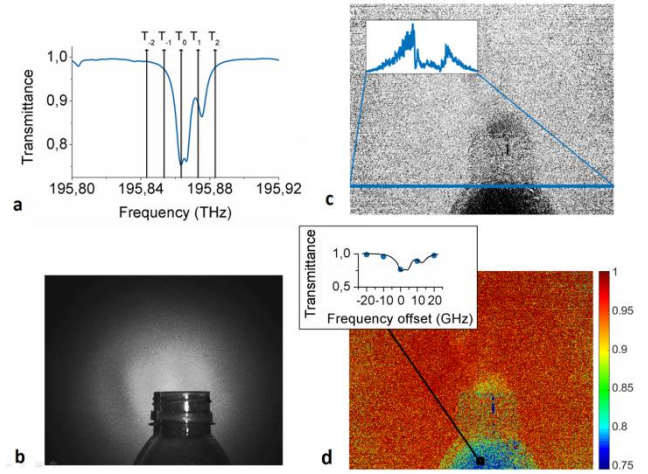 T-2 T-1 T0 T1 T2
1,0
0,9
0,8
Transmittance
195,80 195,84 195,88 195,92
Frequency (THz)
a
c
1
b
Transmittance
1,0
0,5
-20 -10 0 10 20
Frequency offset (GHz)
1
0.95
0.9
0.85
0.8
0.75
d